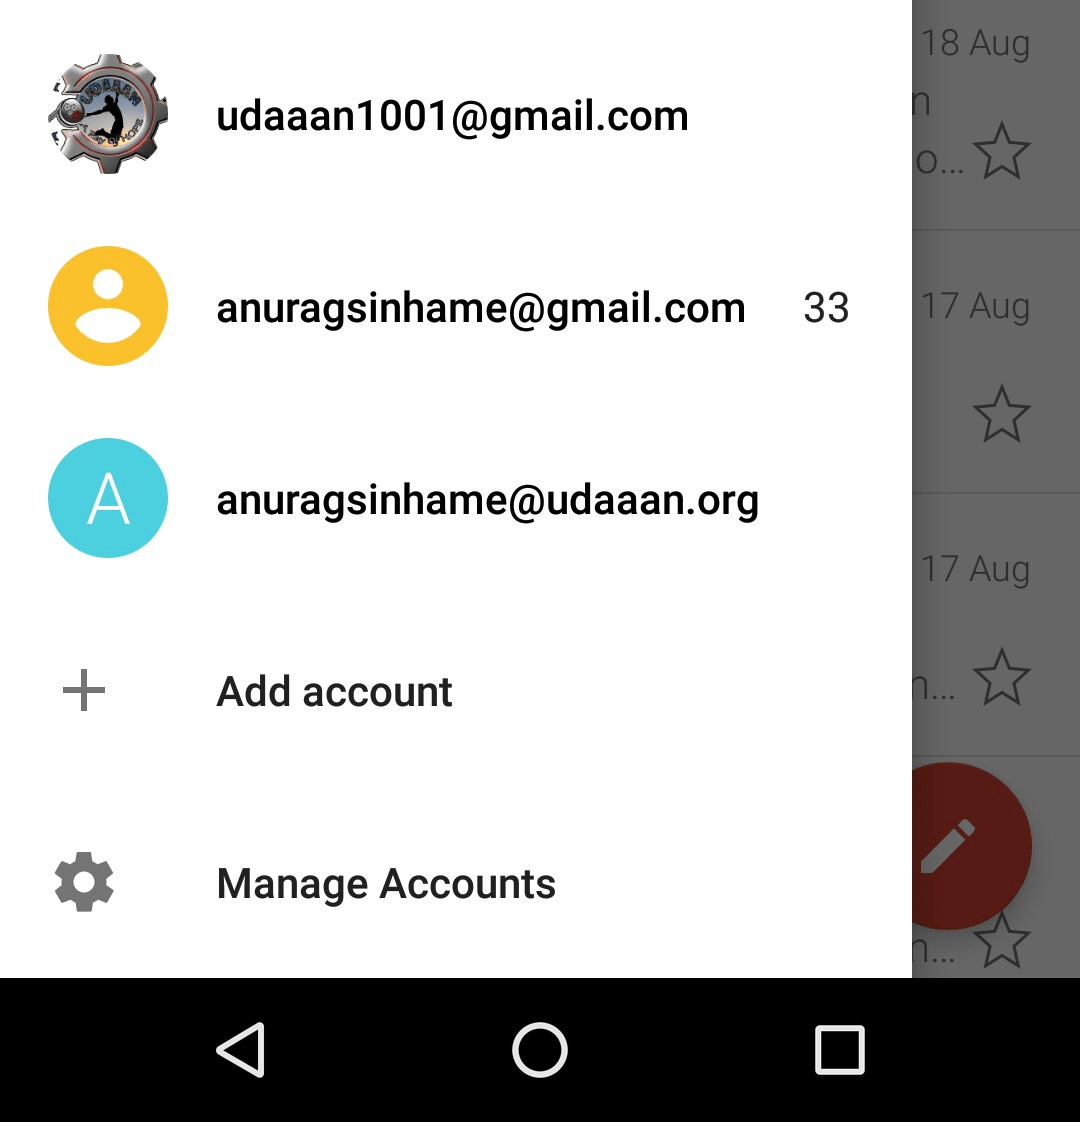 18 Aug
udaaan1001@gmail.com
n
o...
anuragsinhame@gmail.com 33
17 Aug
A
anuragsinhame@udaaan.org
17 Aug
Add account
n...
Manage Accounts
n...
UDAAAN